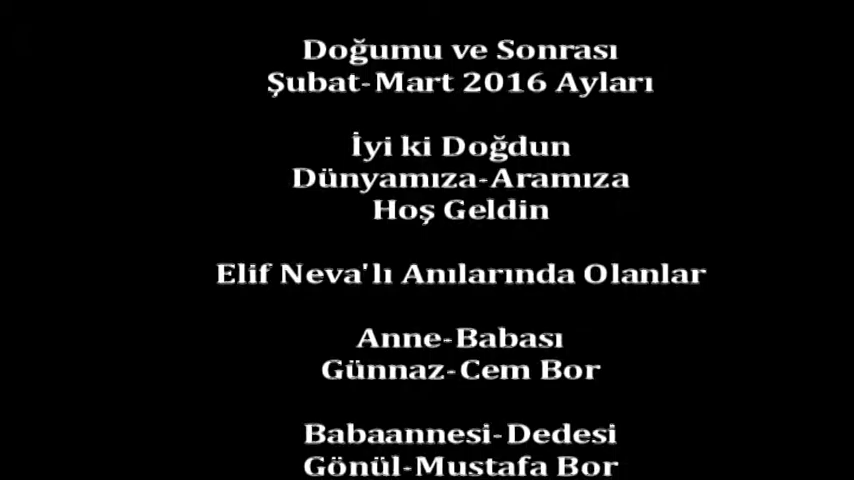 Doğumu ve Sonrası
Şubat-Mart 2016 Ayları
İyi ki Doğdun
Dünyamıza-Aramıza
Hoş Geldin
Elif Neva'lı Anılarında Olanlar
Anne-Babası
Günnaz-Cem Bor
Babaannesi-Dedesi
Gönül-Mustafa Bor